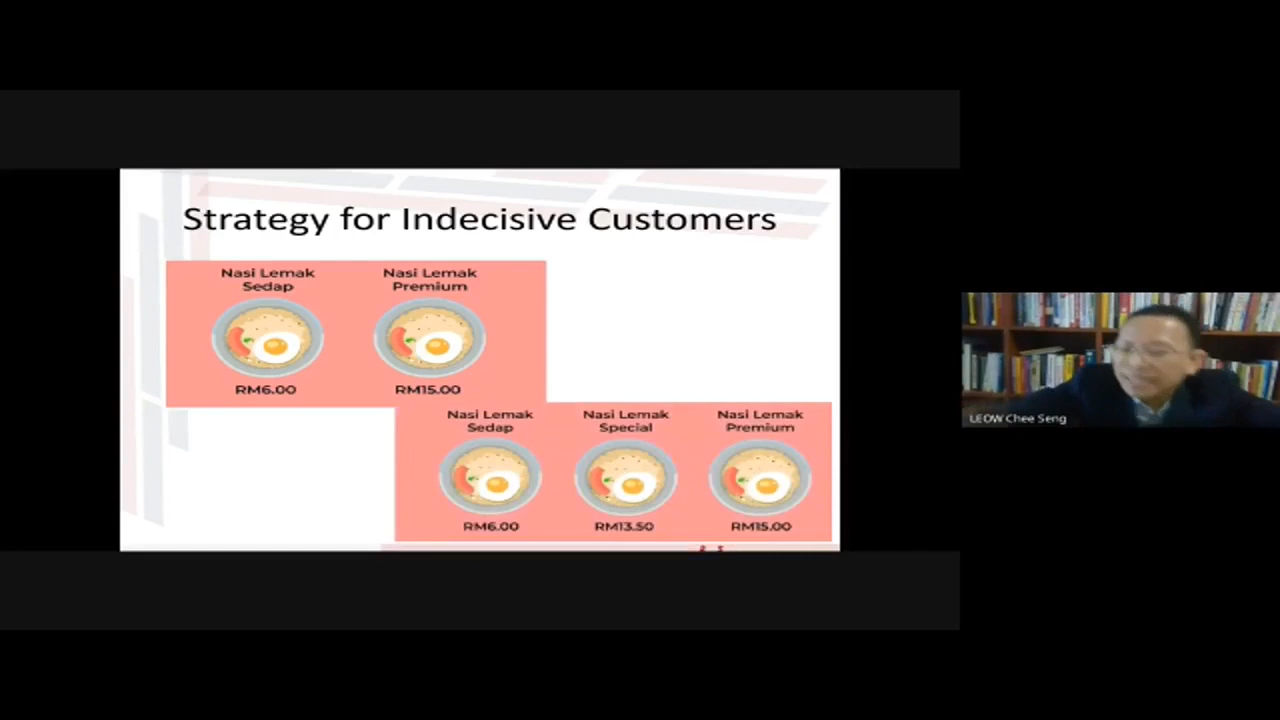 Strategy for Indecisive Customers
Nasi Lemak
Sedap
Nasi Lemak
Premium
RM6.00
RM15.00
Nasi Lemak
Sedap
Nasi Lemak
Special
Nasi Lemak
Premium
RM6.00
RM13.50
RM15.00
LEOW Chee Seng